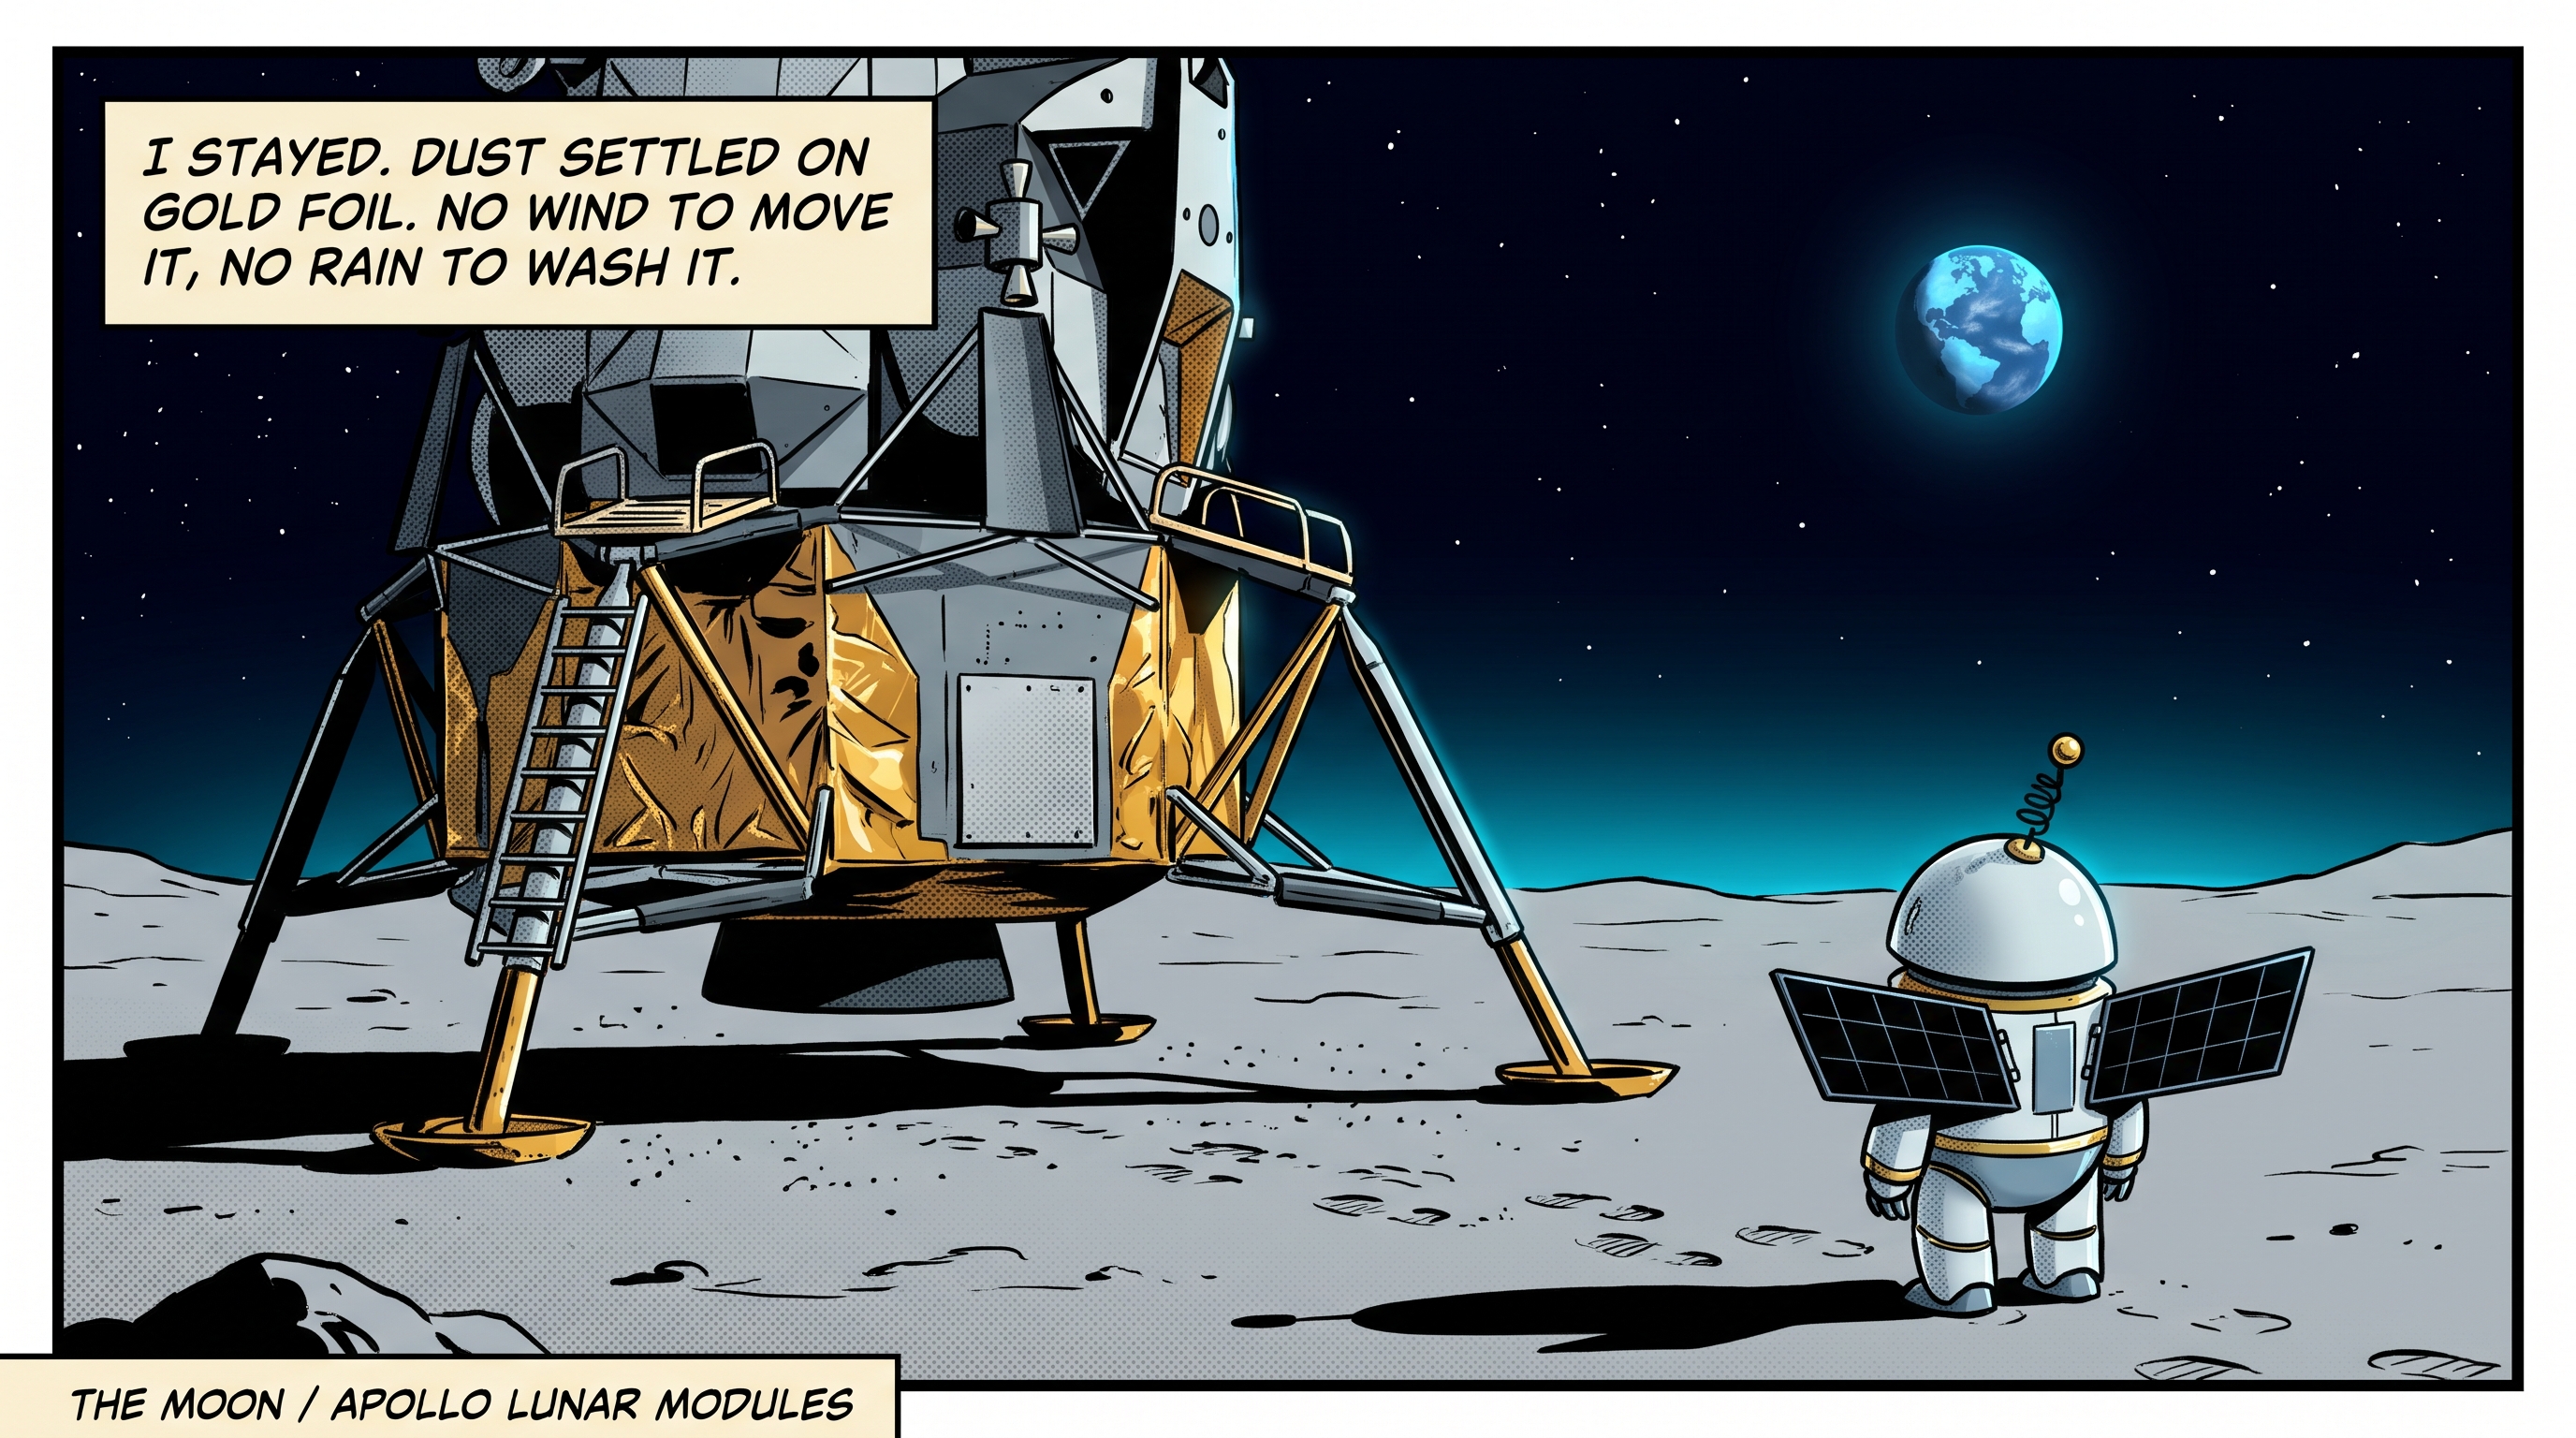 I STAYED. DUST SETTLED ON
GOLD FOIL. NO WIND TO MOVE
IT, NO RAIN TO WASH IT.
THE MOON / APOLLO LUNAR MODULES